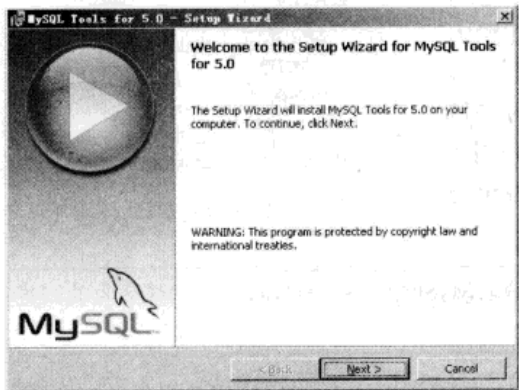 MySQL Tools for 5.0 - Setup Wizard
Welcome to the Setup Wizard for MySQL Tools
for 5.0
The Setup Wizard will install MySQL Tools for 5.0 on your
computer. To continue, click Next.
WARNING: This program is protected by copyright law and
international treaties.
MySQL
< Back
Next >
Cancel